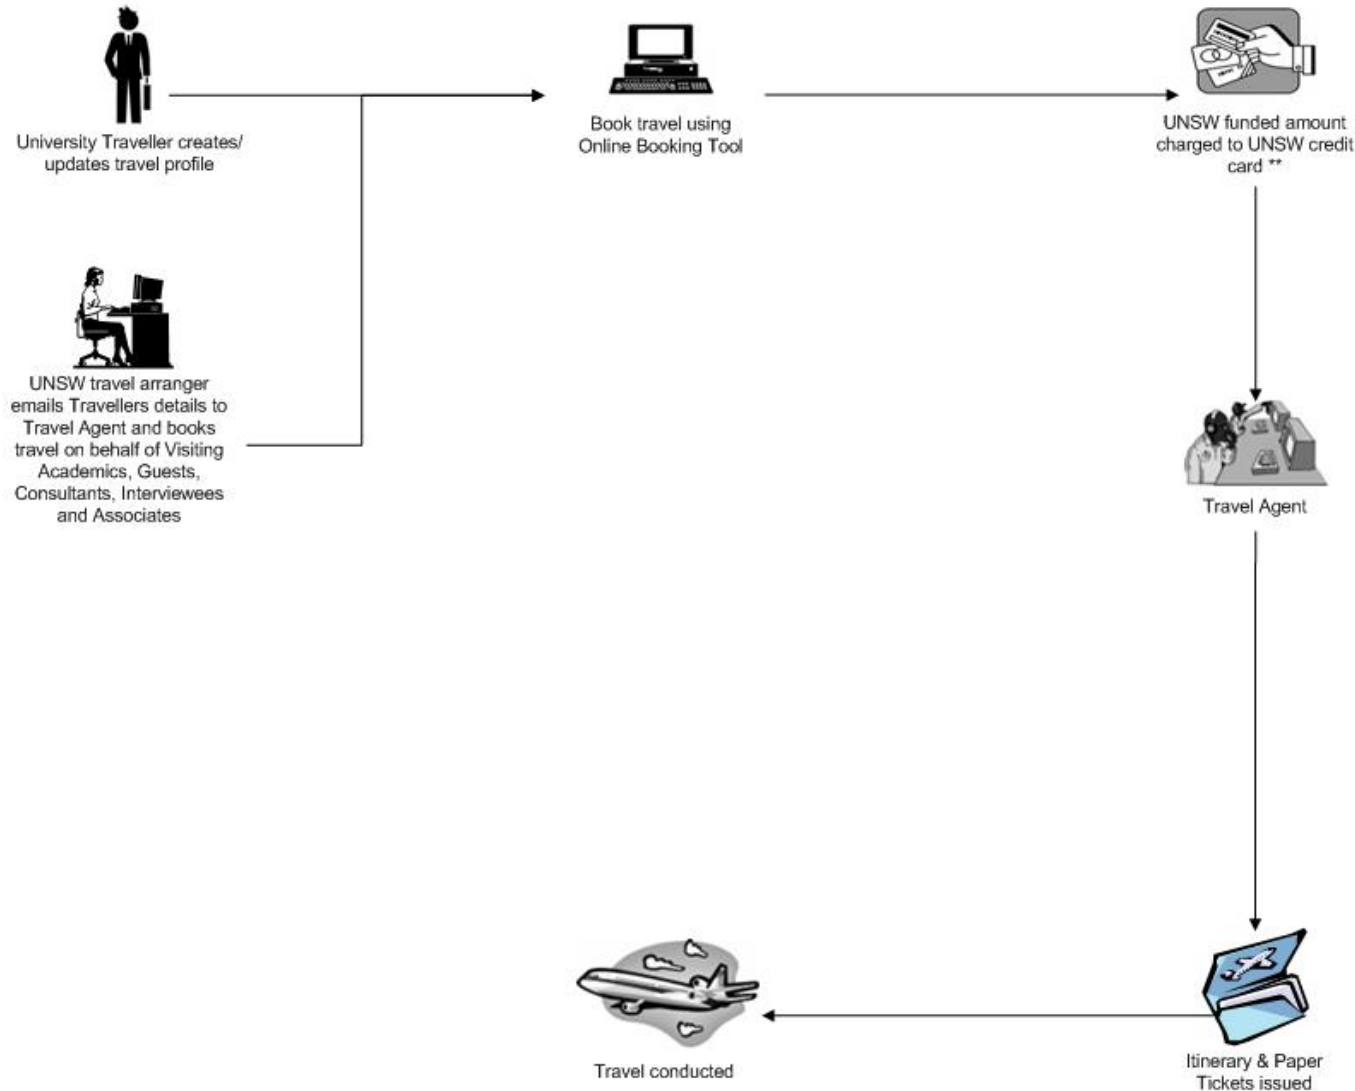 University Traveller creates/
updates travel profile
Book travel using
Online Booking Tool
UNSW funded amount
charged to UNSW credit
card **
UNSW travel arranger
emails Travellers details to
Travel Agent and books
travel on behalf of Visiting
Academics, Guests,
Consultants, Interviewees
and Associates
Travel Agent
Travel conducted
Itinerary & Paper
Tickets issued